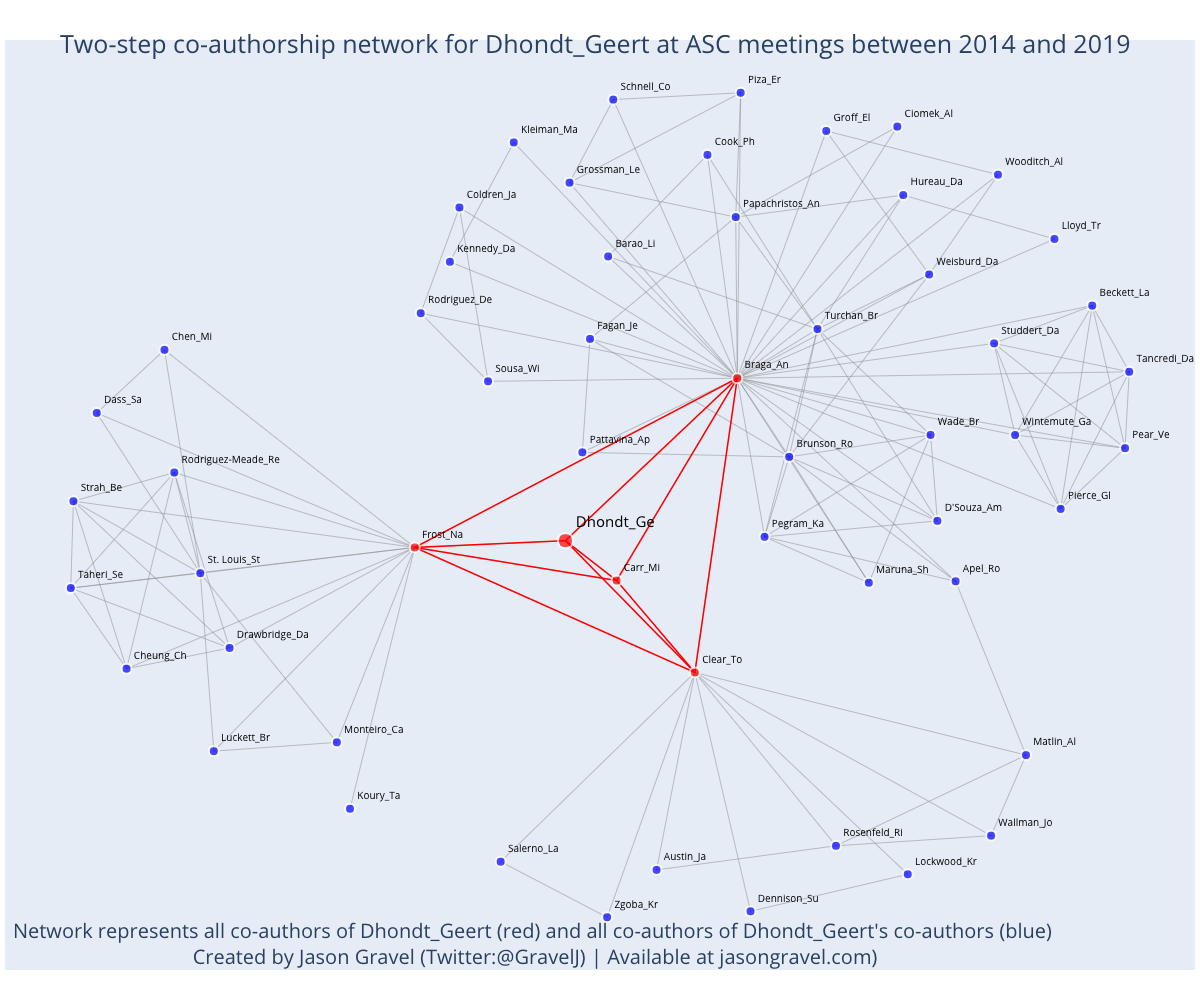 Two-step co-authorship network for Dhondt_Geert at ASC meetings between 2014 and 2019
Piza_Er
Schnell_Co
Ciomek_Al
Groff_El
Kleiman_Ma
Cook_Ph
Wooditch_Al
Grossman_Le
Hureau_Da
Coldren_Ja
Papachristos_An
Lloyd_Tr
Barao_Li
Kennedy_Da
Weisburd_Da
Beckett_La
Rodriguez_De
Turchan_Br
Fagan_Je
Studdert_Da
Chen_Mi
Tancredi_Da
Braga_An
Sousa_Wi
Dass_Sa
Wade_Br
Wintemute_Ga
Pear_Ve
Pattavina_Ap
Brunson_Ro
Rodriguez-Meade_Re
Strah_Be
Pierce_Gl
D'Souza_Am
Dhondt_Ge
Pegram_Ka
Frost_Na
St. Louis_St
Carr_Mi
Maruna_Sh
Apel_Ro
Taheri_Se
Drawbridge_Da
Cheung_Ch
Clear_To
Monteiro_Ca
Luckett_Br
Matlin_Al
Koury_Ta
Wallman_Jo
Rosenfeld_Ri
Salerno_La
Austin_Ja
Lockwood_Kr
Dennison_Su
Zgoba_Kr
Network represents all co-authors of Dhondt_Geert (red) and all co-authors of Dhondt_Geert's co-authors (blue)
Created by Jason Gravel (Twitter:@GravelJ) | Available at jasongravel.com)